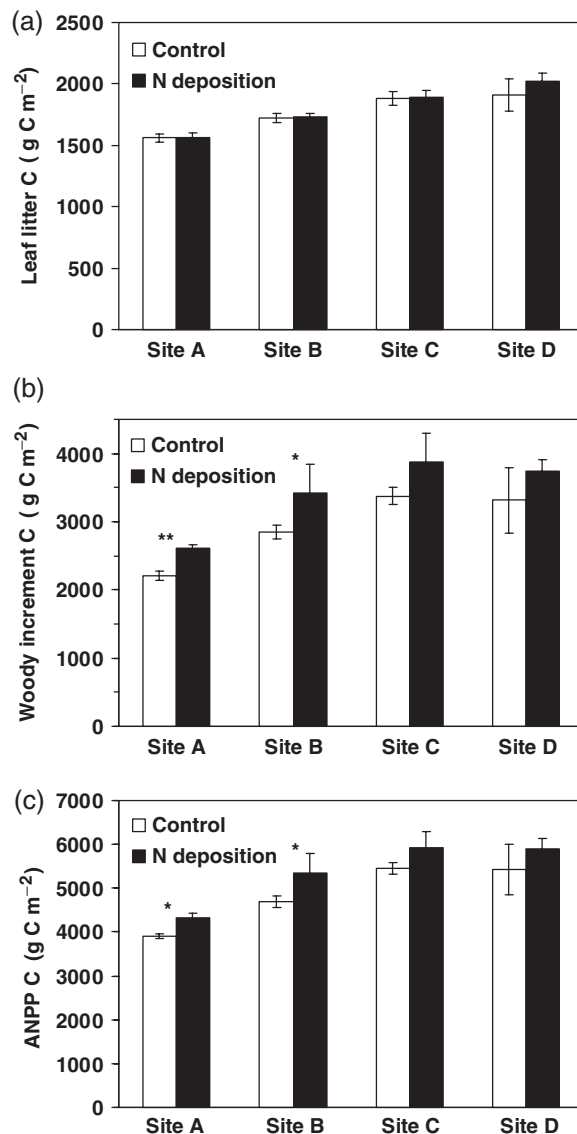 (a)
2500
2000
1500
1000
500
0
Leaf litter C ( g C m⁻²)
Control
N deposition
Site A Site B Site C Site D
(b)
4000
3000
2000
1000
0
Woody increment C ( g C m⁻²)
Control
N deposition
*
**
Site A Site B Site C Site D
(c)
7000
6000
5000
4000
3000
2000
1000
0
ANPP C (g C m⁻²)
Control
N deposition
*
*
Site A Site B Site C Site D